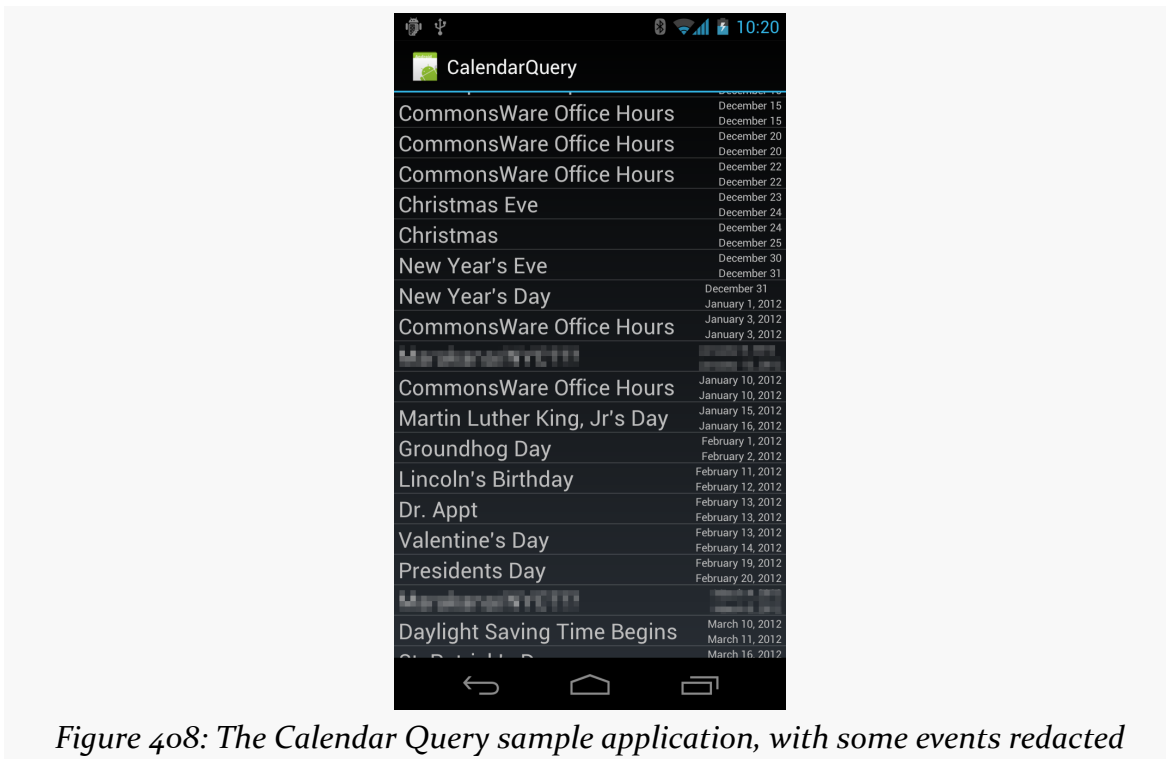 10:20
CalendarQuery
CommonsWare Office Hours
December 15
December 15
CommonsWare Office Hours
December 20
December 20
CommonsWare Office Hours
December 22
December 22
Christmas Eve
December 23
December 24
Christmas
December 24
December 25
New Year's Eve
December 30
December 31
New Year's Day
December 31
January 1, 2012
CommonsWare Office Hours
January 3, 2012
January 3, 2012
CommonsWare Office Hours
January 10, 2012
January 10, 2012
Martin Luther King, Jr's Day
January 15, 2012
January 16, 2012
Groundhog Day
February 1, 2012
February 2, 2012
Lincoln's Birthday
February 11, 2012
February 12, 2012
Dr. Appt
February 13, 2012
February 13, 2012
Valentine's Day
February 13, 2012
February 14, 2012
Presidents Day
February 19, 2012
February 20, 2012
Daylight Saving Time Begins
March 10, 2012
March 11, 2012
March 16, 2012
Figure 408: The Calendar Query sample application, with some events redacted